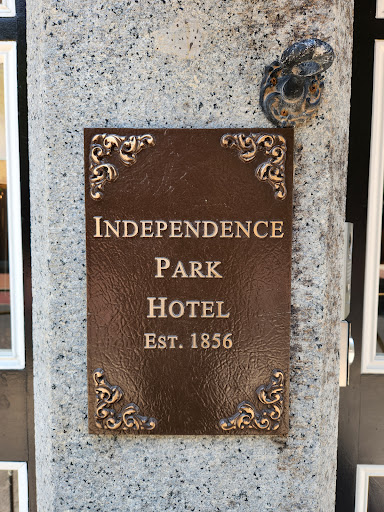 Independence
Park
Hotel
Est. 1856